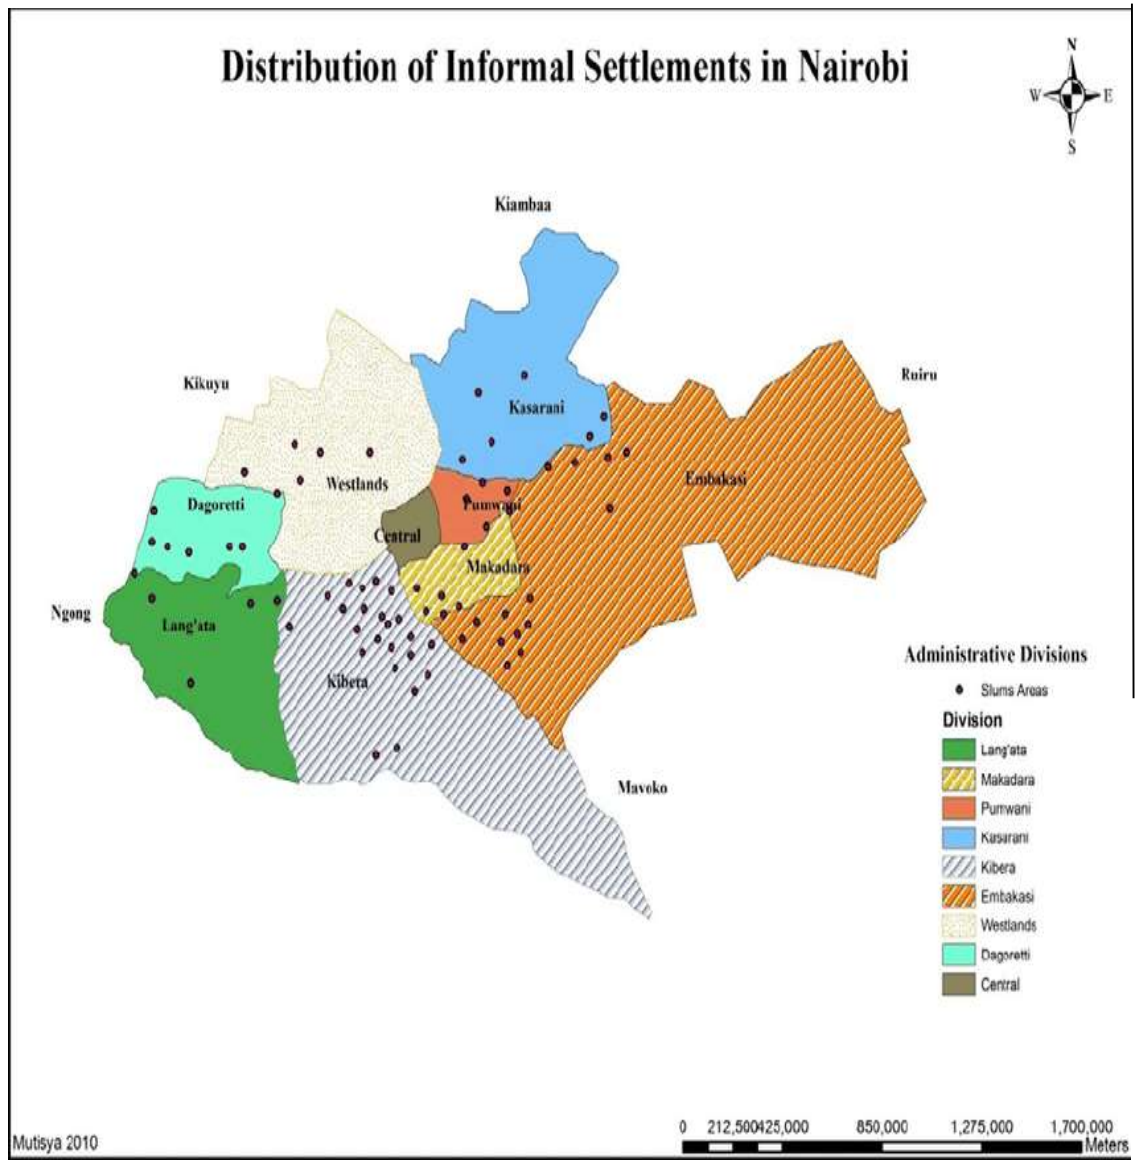 Distribution of Informal Settlements in Nairobi
N
W E
S
Kiambaa
Kikuyu
Ruiru
Kasarani
Embakasi
Westlands
Dagoretti
Pumwani
Central
Makadara
Ngong
Lang'ata
Kibera
Mavoko
Administrative Divisions
Slums Areas
Division
Lang'ata
Makadara
Pumwani
Kasarani
Kibera
Embakasi
Westlands
Dagoretti
Central
0 212,500 425,000 850,000 1,275,000 1,700,000
Meters
Mutisya 2010